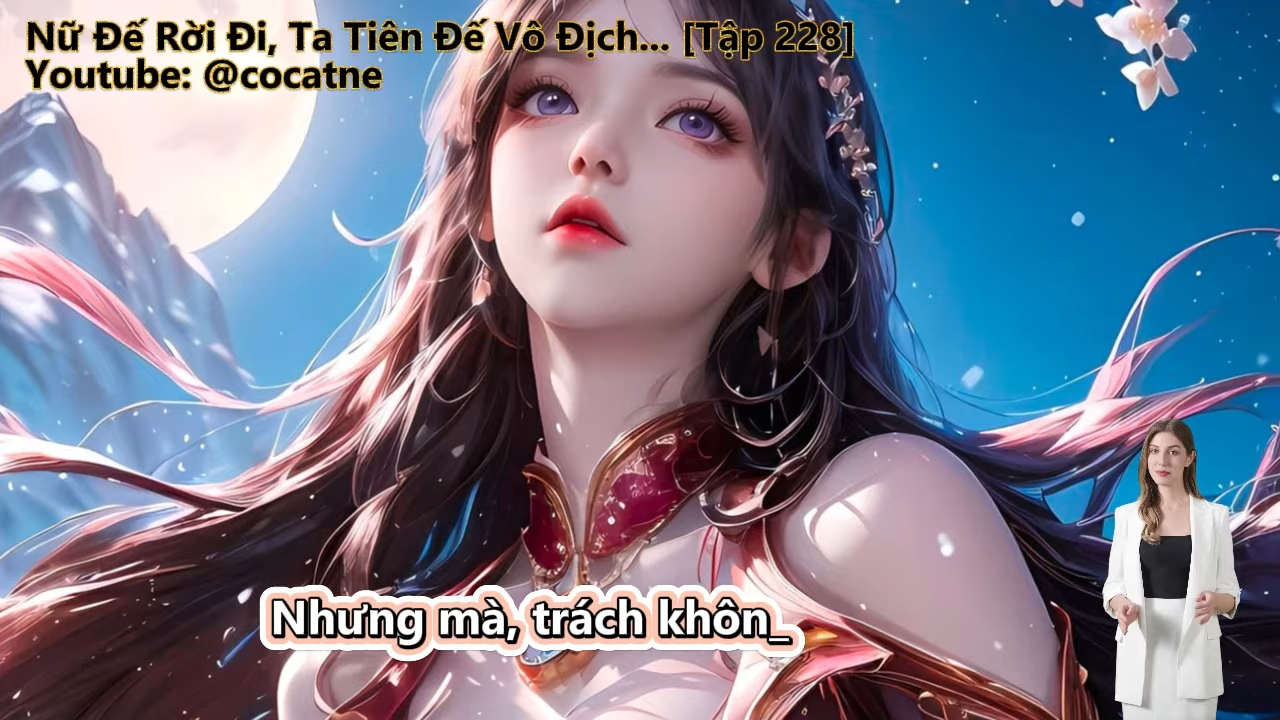 Nữ Đế Rời Đi, Ta Tiên Đế Vô Địch... [Tập 228]
Youtube: @cocatne
Nhưng mà, trách khôn_